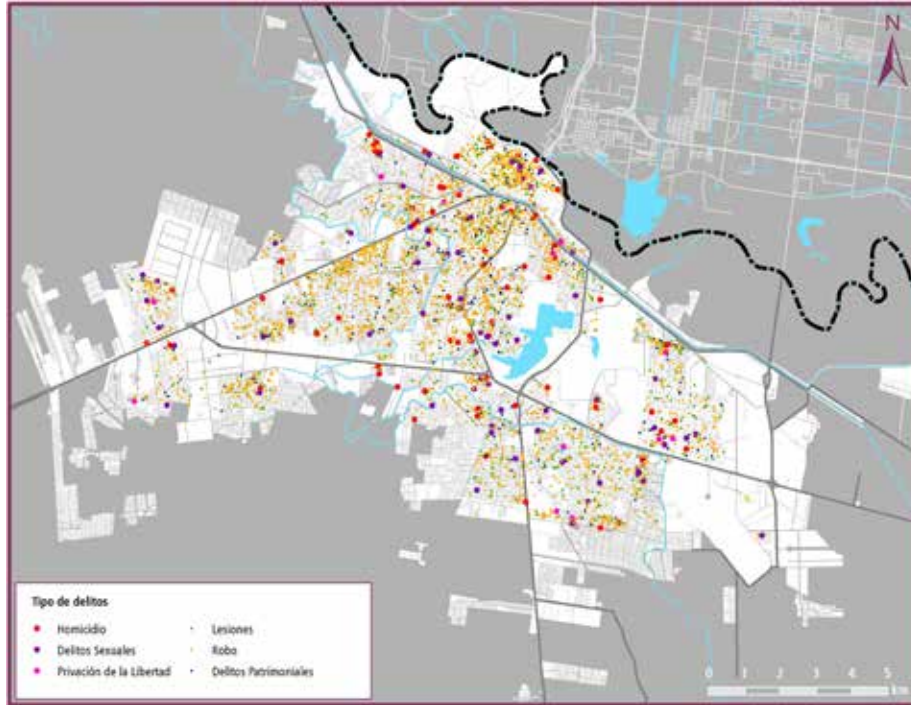 N
Tipo de delitos
Homicidio
Delitos Sexuales
Privación de la Libertad
Lesiones
Robo
Delitos Patrimoniales
0 1 2 3 4 5